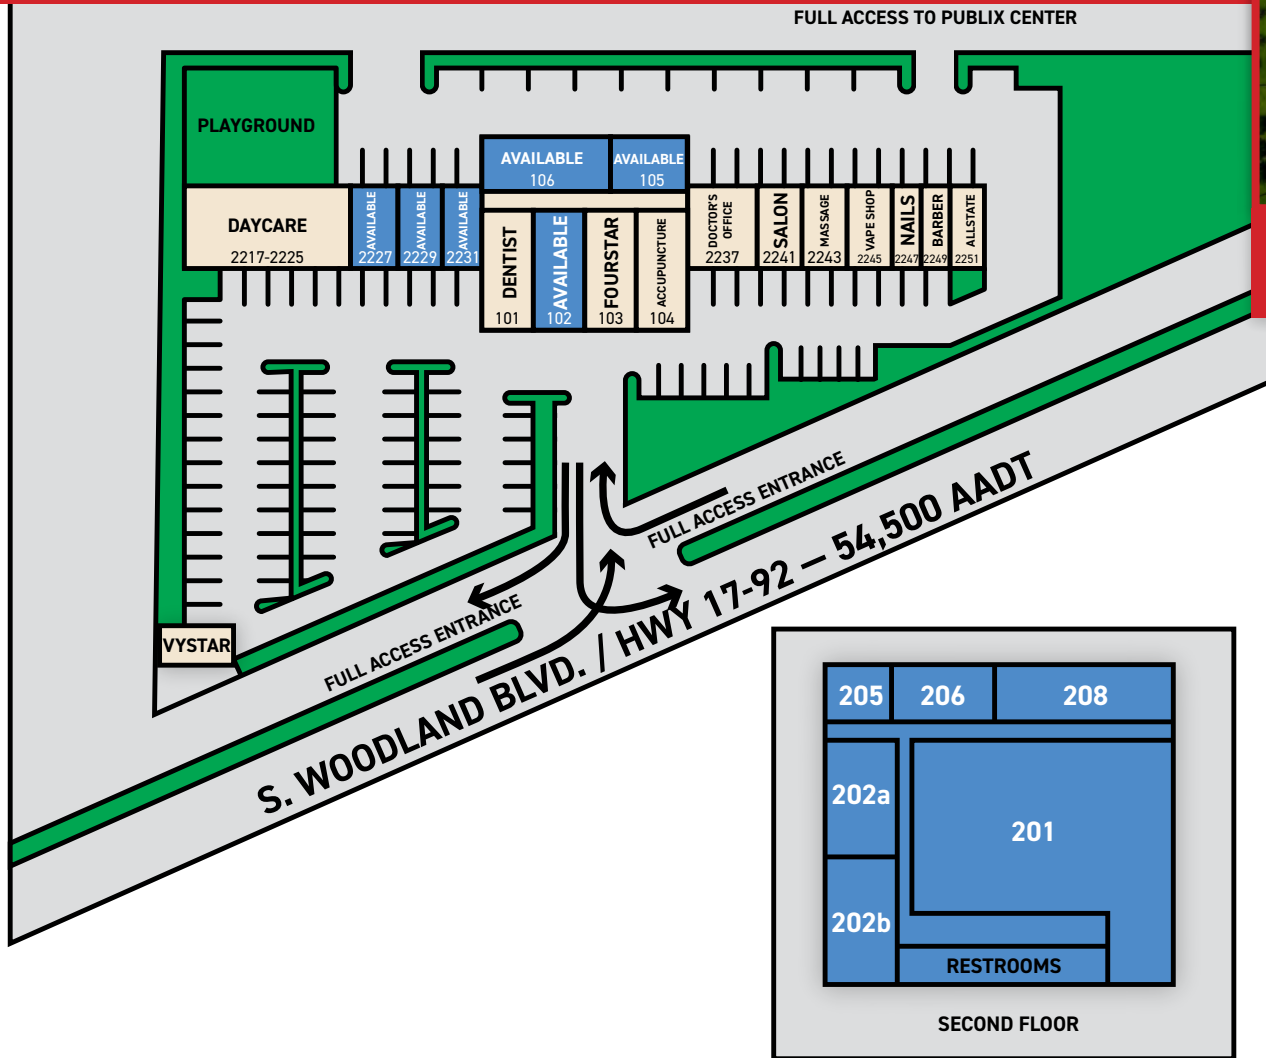 FULL ACCESS TO PUBLIX CENTER
PLAYGROUND
DAYCARE
2217-2225
AVAILABLE
2227
AVAILABLE
2229
AVAILABLE
2231
AVAILABLE
106
AVAILABLE
105
DENTIST
101
AVAILABLE
102
FOURSTAR
103
ACCUPUNCTURE
104
DOCTOR'S
OFFICE
2237
SALON
2241
MASSAGE
2243
VAPE SHOP
2245
NAILS
2247
BARBER
2249
ALLSTATE
2251
VYSTAR
FULL ACCESS ENTRANCE
FULL ACCESS ENTRANCE
S. WOODLAND BLVD. / HWY 17-92 – 54,500 AADT
205
206
208
202a
201
202b
RESTROOMS
SECOND FLOOR